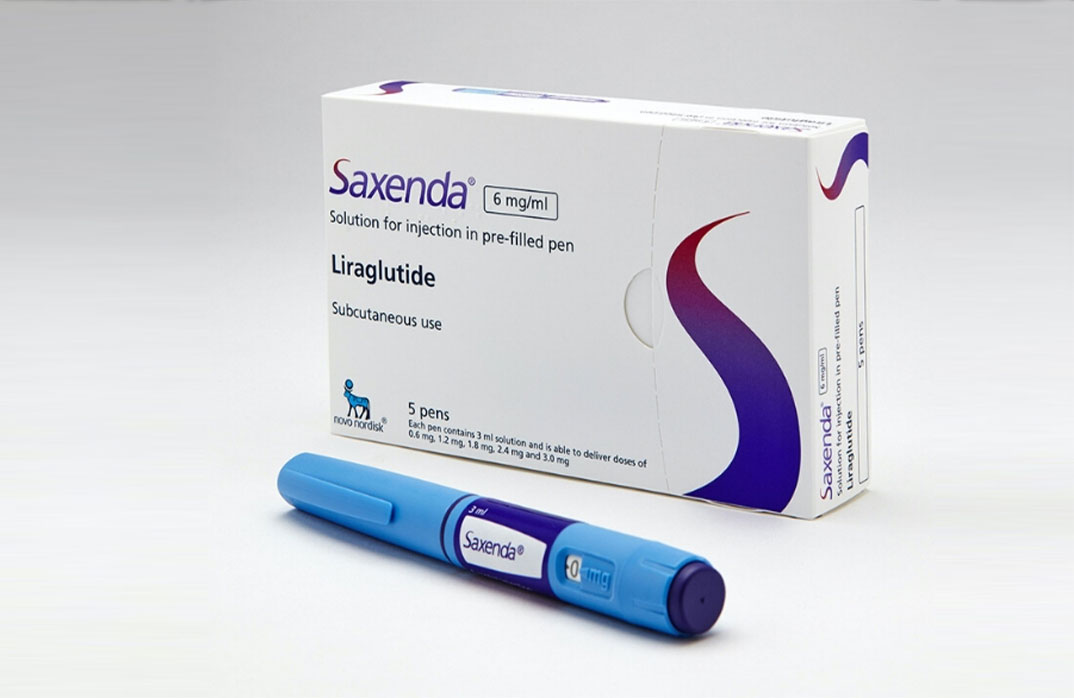 Saxenda® 6 mg/ml
Solution for injection in pre-filled pen
Liraglutide
Subcutaneous use
novo nordisk®
5 pens
Each pen contains 3 ml solution and is able to deliver doses of
0.6 mg, 1.2 mg, 1.8 mg, 2.4 mg and 3.0 mg
Saxenda® 6 mg/ml
Solution for injection in pre-filled pen
Liraglutide
5 pens
Saxenda
Liraglutide
3 ml
Saxenda®
0 mg